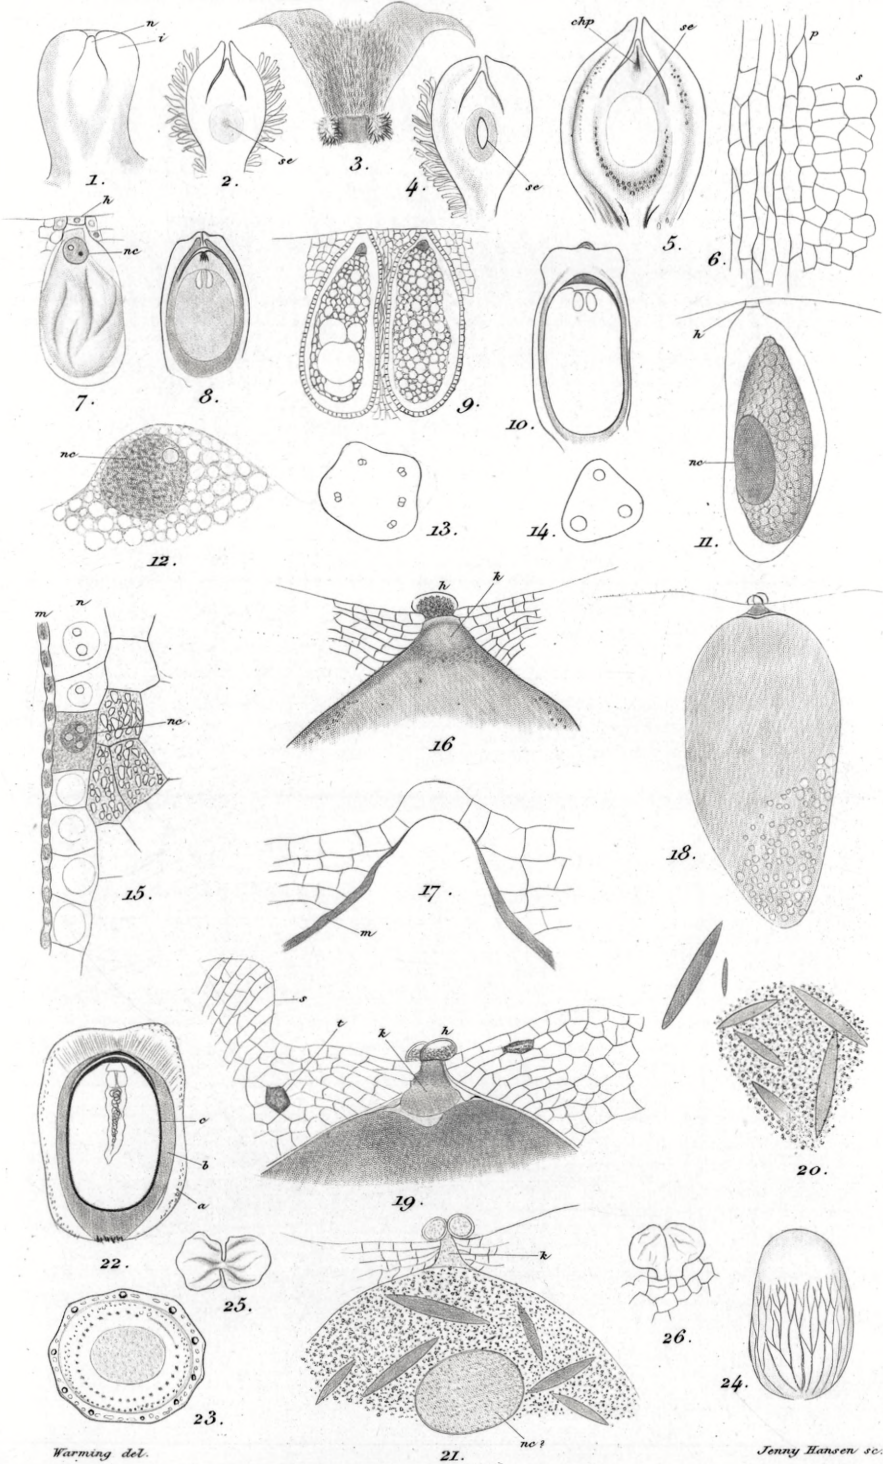 n
i
1.
se
2.
3.
se
4.
chp
se
5.
p
s
6.
h
nc
7.
8.
9.
10.
h
nc
11.
nc
12.
13.
14.
m n
nc.
15.
h k
16
m
17.
18.
s
t
k
h
19.
20.
c
b
a
22.
25.
23.
k
nc?
21.
26.
24.
Warming del.
Jenny Hansen sc.